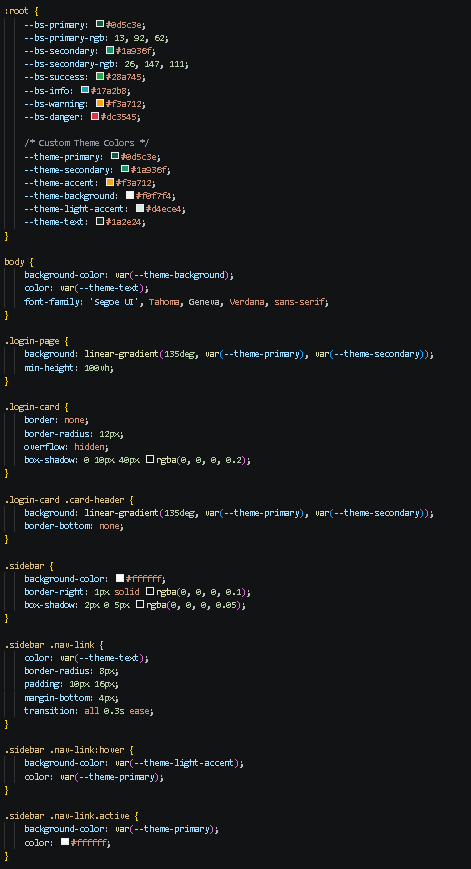 :root {
    --bs-primary: #0d5c3e;
    --bs-primary-rgb: 13, 92, 62;
    --bs-secondary: #1a936f;
    --bs-secondary-rgb: 26, 147, 111;
    --bs-success: #28a745;
    --bs-info: #17a2b8;
    --bs-warning: #f3a712;
    --bs-danger: #dc3545;

    /* Custom Theme Colors */
    --theme-primary: #0d5c3e;
    --theme-secondary: #1a936f;
    --theme-accent: #f3a712;
    --theme-background: #f0f7f4;
    --theme-light-accent: #d4ece4;
    --theme-text: #1a2e24;
}

body {
    background-color: var(--theme-background);
    color: var(--theme-text);
    font-family: 'Segoe UI', Tahoma, Geneva, Verdana, sans-serif;
}

.login-page {
    background: linear-gradient(135deg, var(--theme-primary), var(--theme-secondary));
    min-height: 100vh;
}

.login-card {
    border: none;
    border-radius: 12px;
    overflow: hidden;
    box-shadow: 0 10px 40px rgba(0, 0, 0, 0.2);
}

.login-card .card-header {
    background: linear-gradient(135deg, var(--theme-primary), var(--theme-secondary));
    border-bottom: none;
}

.sidebar {
    background-color: #ffffff;
    border-right: 1px solid rgba(0, 0, 0, 0.1);
    box-shadow: 2px 0 5px rgba(0, 0, 0, 0.05);
}

.sidebar .nav-link {
    color: var(--theme-text);
    border-radius: 8px;
    padding: 10px 16px;
    margin-bottom: 4px;
    transition: all 0.3s ease;
}

.sidebar .nav-link:hover {
    background-color: var(--theme-light-accent);
    color: var(--theme-primary);
}

.sidebar .nav-link.active {
    background-color: var(--theme-primary);
    color: #ffffff;
}